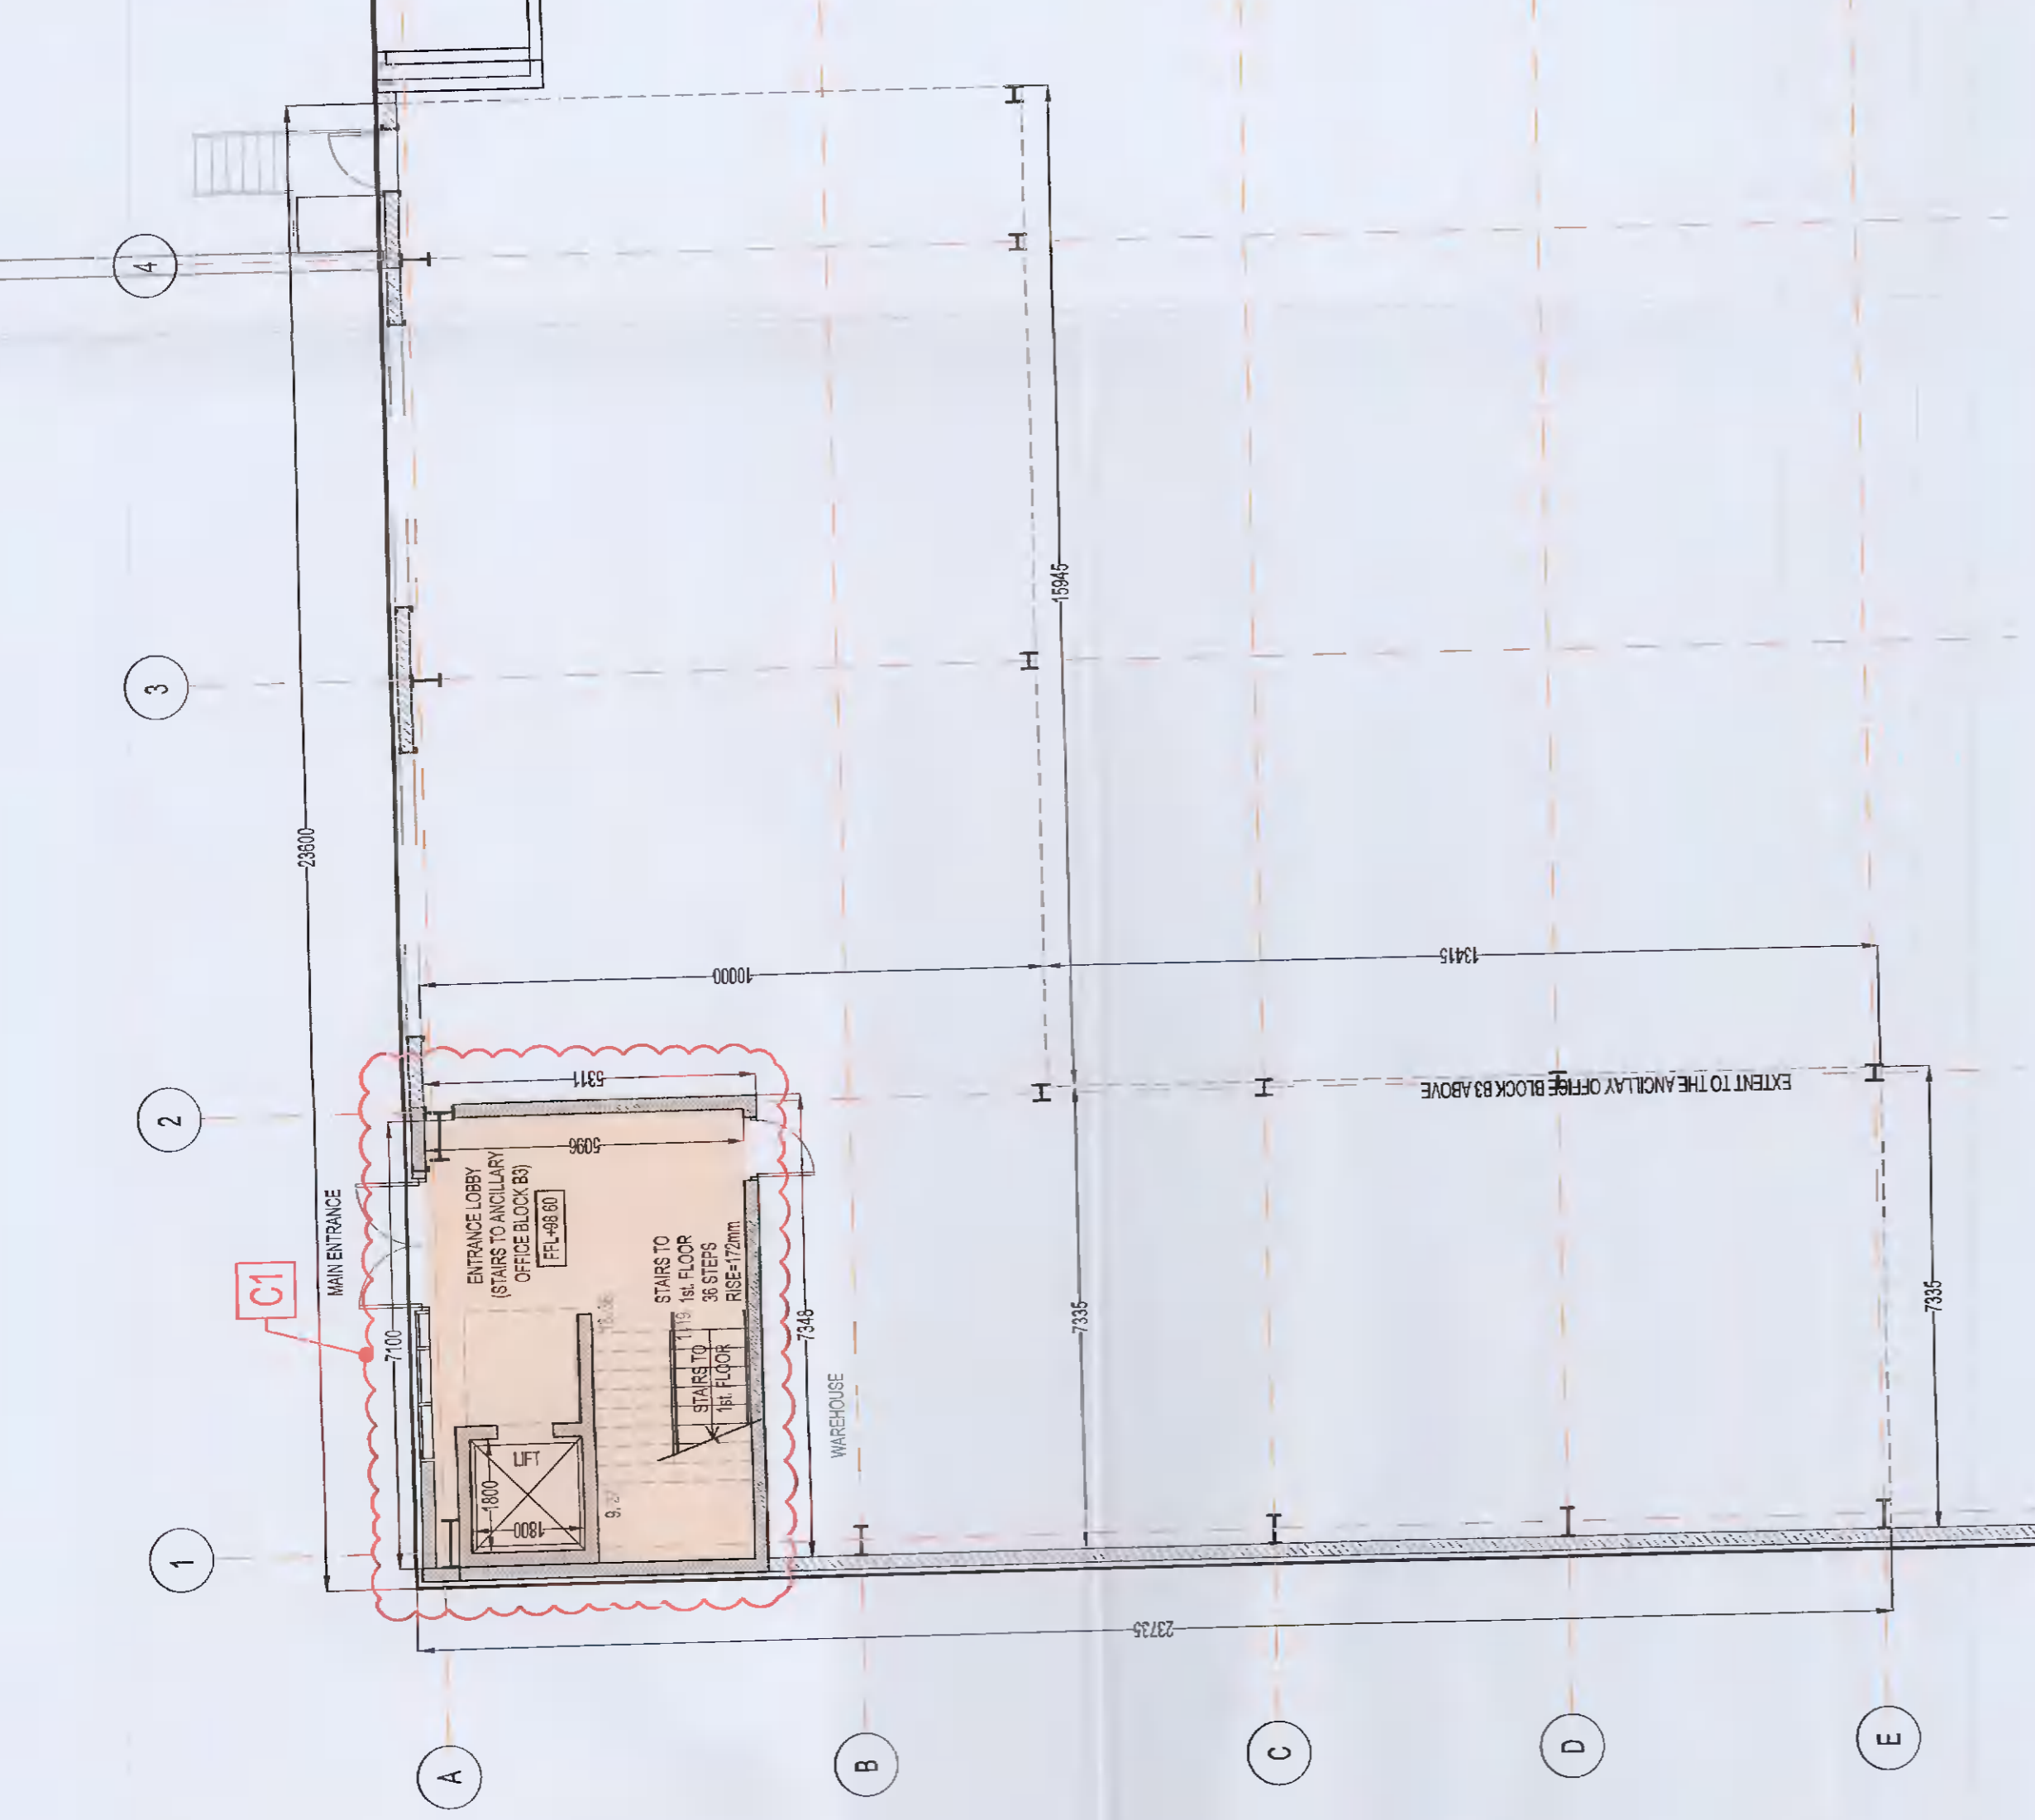 4
3
2
1
A
B
C
D
E
23600
15945
10000
13415
EXTENT TO THE ANCILLAY OFFICE BLOCK B3 ABOVE
C1
MAIN ENTRANCE
7100
5311
5096
ENTRANCE LOBBY
(STAIRS TO ANCILLARY
OFFICE BLOCK B3)
FFL+98 60
STAIRS TO
1st. FLOOR
36 STEPS
RISE=172mm
STAIRS TO
1st. FLOOR
LIFT
1800
1800
7348
WAREHOUSE
7335
7335
23735